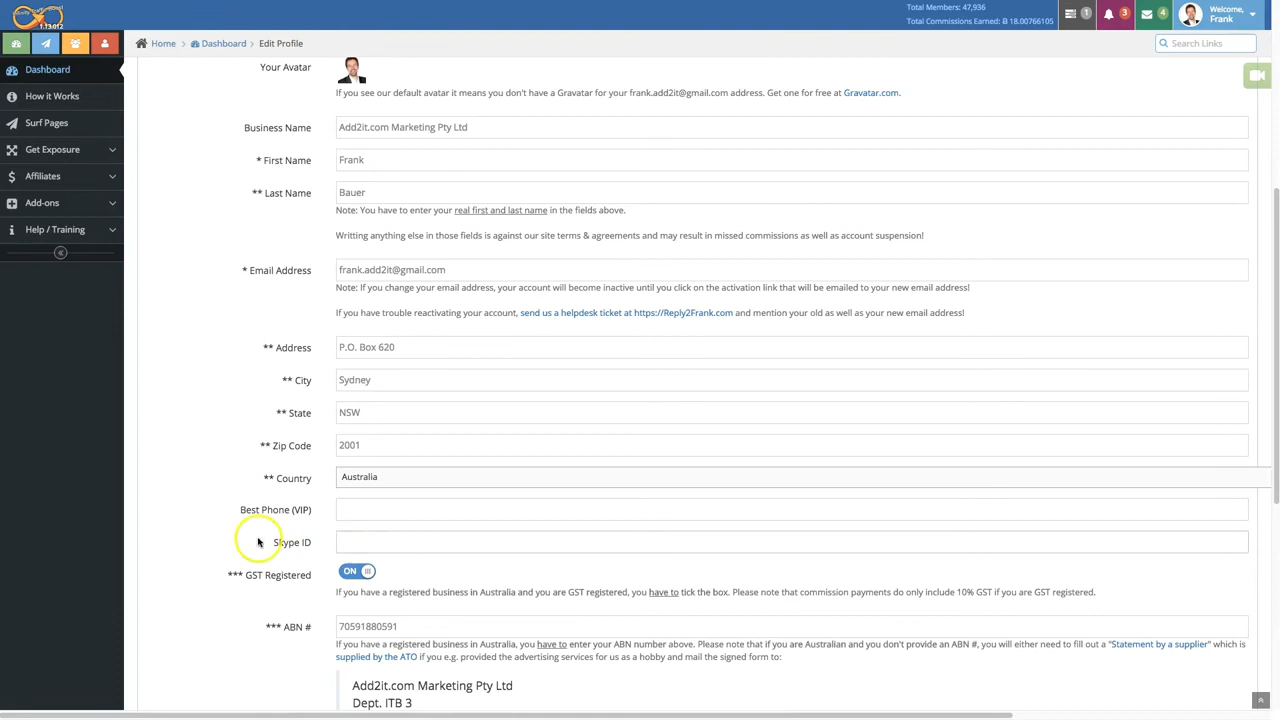 Total Members: 47,936
Total Commissions Earned: Ƀ 18.00766105
1
3
4
Welcome,
Frank
1.13.012
Home > Dashboard > Edit Profile
Search Links
Dashboard
How it Works
Surf Pages
Get Exposure
Affiliates
Add-ons
Help / Training
Your Avatar
If you see our default avatar it means you don't have a Gravatar for your frank.add2it@gmail.com address. Get one for free at Gravatar.com.
Business Name
Add2it.com Marketing Pty Ltd
* First Name
Frank
** Last Name
Bauer
Note: You have to enter your real first and last name in the fields above.
Writting anything else in those fields is against our site terms & agreements and may result in missed commissions as well as account suspension!
* Email Address
frank.add2it@gmail.com
Note: If you change your email address, your account will become inactive until you click on the activation link that will be emailed to your new email address!
If you have trouble reactivating your account, send us a helpdesk ticket at https://Reply2Frank.com and mention your old as well as your new email address!
** Address
P.O. Box 620
** City
Sydney
** State
NSW
** Zip Code
2001
** Country
Australia
Best Phone (VIP)
Skype ID
*** GST Registered
ON
If you have a registered business in Australia and you are GST registered, you have to tick the box. Please note that commission payments do only include 10% GST if you are GST registered.
*** ABN #
70591880591
If you have a registered business in Australia, you have to enter your ABN number above. Please note that if you are Australian and you don't provide an ABN #, you will either need to fill out a "Statement by a supplier" which is
supplied by the ATO if you e.g. provided the advertising services for us as a hobby and mail the signed form to:
Add2it.com Marketing Pty Ltd
Dept. ITB 3